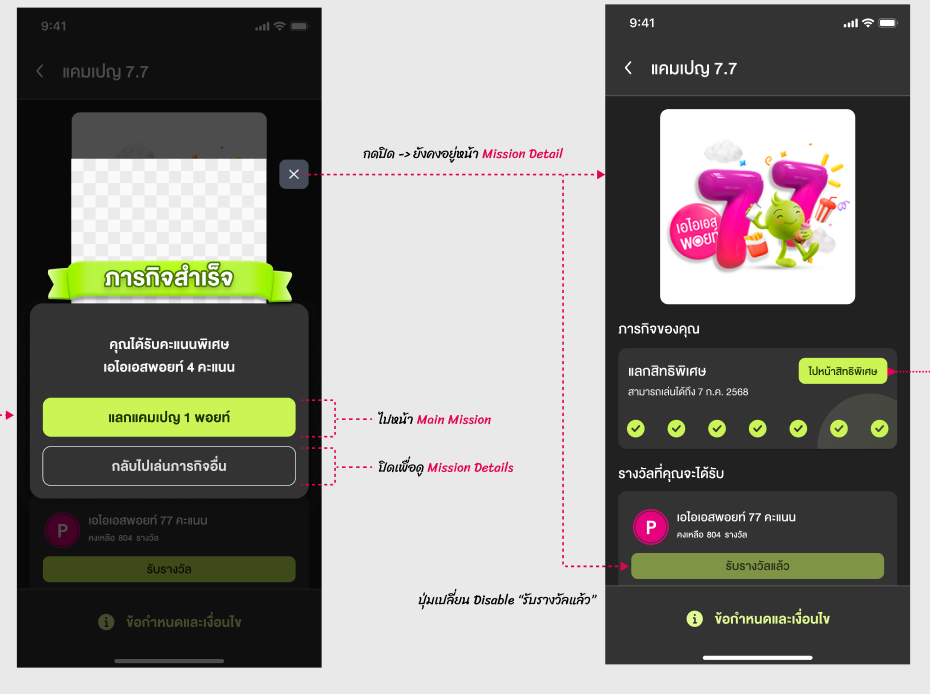 9:41
แคมเปญ 7.7
ภารกิจสำเร็จ
คุณได้รับคะแนนพิเศษ
เอไอเอสพอยท์ 4 คะแนน
แลกแคมเปญ 1 พอยท์
กลับไปเล่นภารกิจอื่น
P
เอไอเอสพอยท์ 77 คะแนน
คงเหลือ 804 รางวัล
รับรางวัล
ข้อกำหนดและเงื่อนไข
กดปิด -> ยังคงอยู่หน้า Mission Detail
ไปหน้า Main Mission
ปิดเพื่อดู Mission Details
ปุ่มเปลี่ยน Disable “รับรางวัลแล้ว”
9:41
แคมเปญ 7.7
77
เอไอเอส
พอยท์
ภารกิจของคุณ
แลกสิทธิพิเศษ
ไปหน้าสิทธิพิเศษ
สามารถเล่นได้ถึง 7 ก.ค. 2568
รางวัลที่คุณจะได้รับ
P
เอไอเอสพอยท์ 77 คะแนน
คงเหลือ 804 รางวัล
รับรางวัลแล้ว
ข้อกำหนดและเงื่อนไข